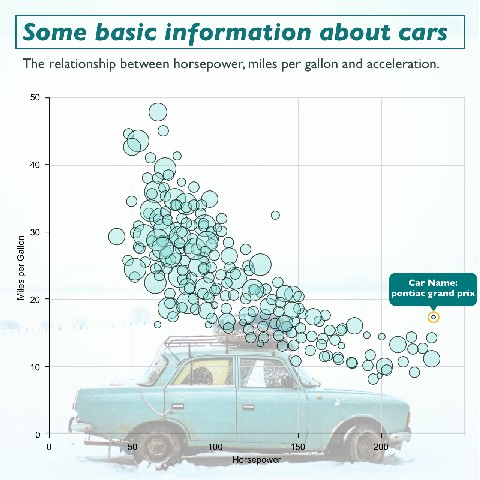 Some basic information about cars
The relationship between horsepower, miles per gallon and acceleration.
50
40
30
20
10
0
Miles per Gallon
Car Name:
pontiac grand prix
0
50
100
150
200
Horsepower